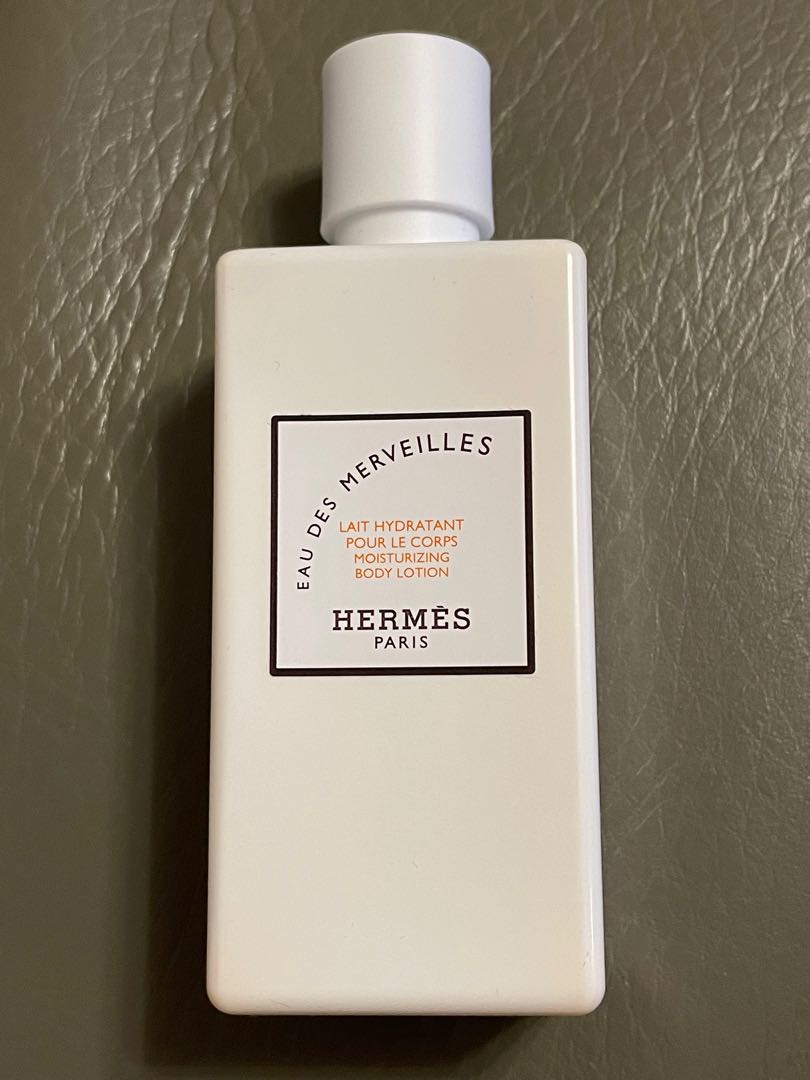 EAU DES MERVEILLES
LAIT HYDRATANT
POUR LE CORPS
MOISTURIZING
BODY LOTION
HERMÈS
PARIS